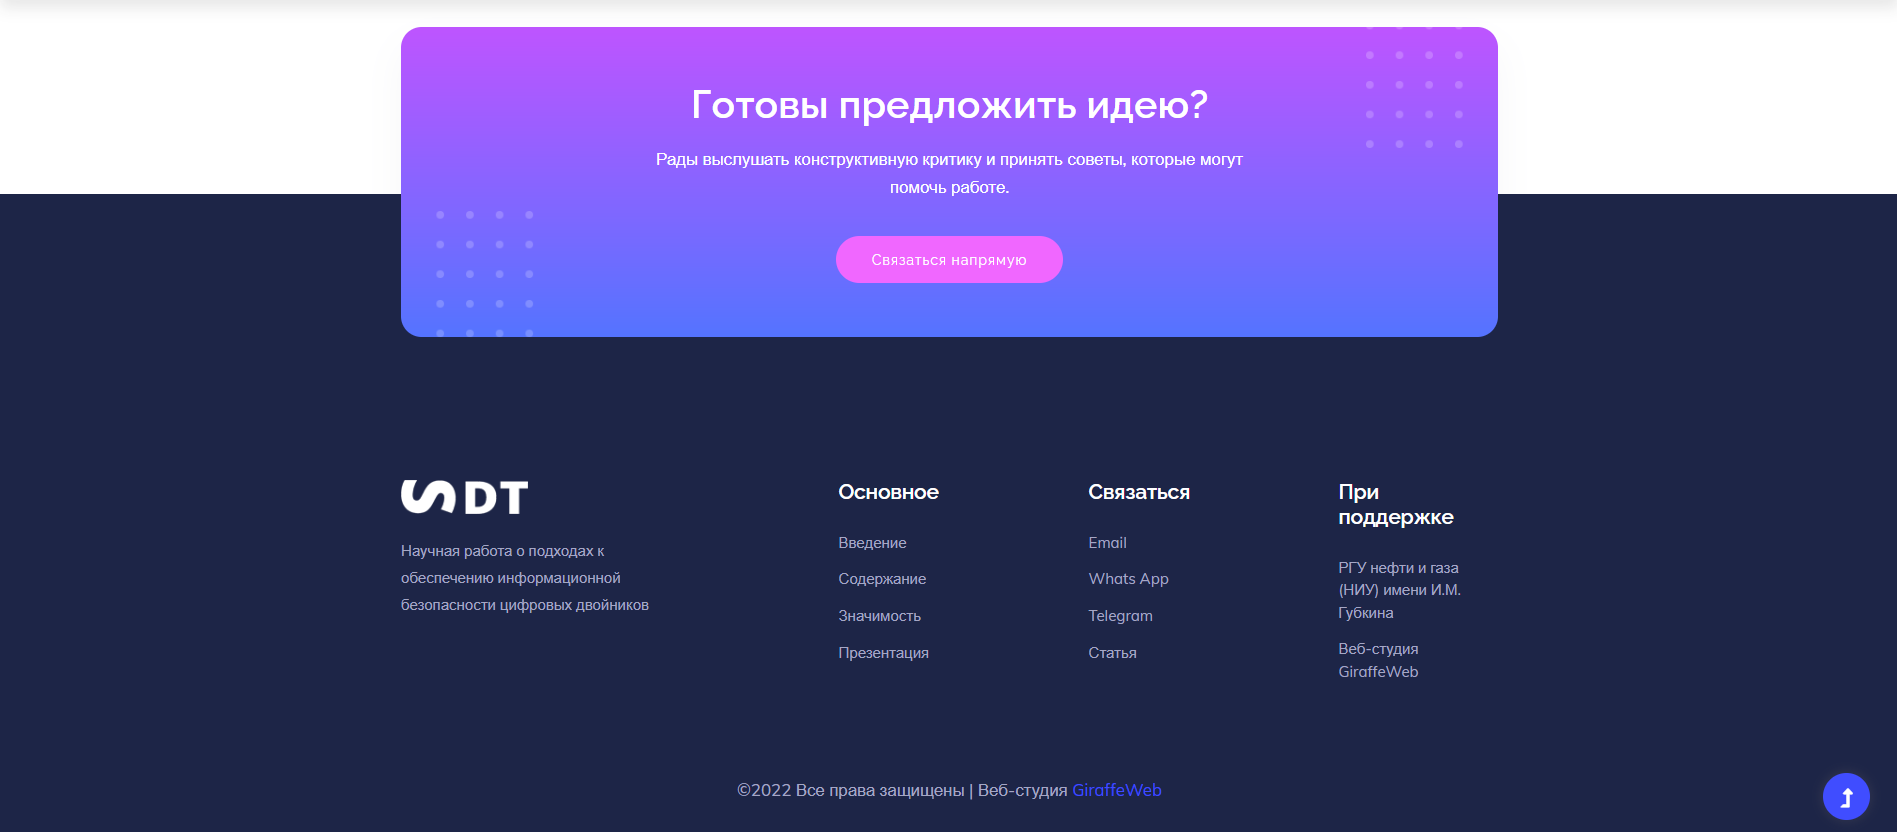 Готовы предложить идею?
Рады выслушать конструктивную критику и принять советы, которые могут
помочь работе.
Связаться напрямую
SDT
Научная работа о подходах к
обеспечению информационной
безопасности цифровых двойников
Основное
Введение
Содержание
Значимость
Презентация
Связаться
Email
Whats App
Telegram
Статья
При
поддержке
РГУ нефти и газа
(НИУ) имени И.М.
Губкина
Веб-студия
GiraffeWeb
©2022 Все права защищены | Веб-студия GiraffeWeb